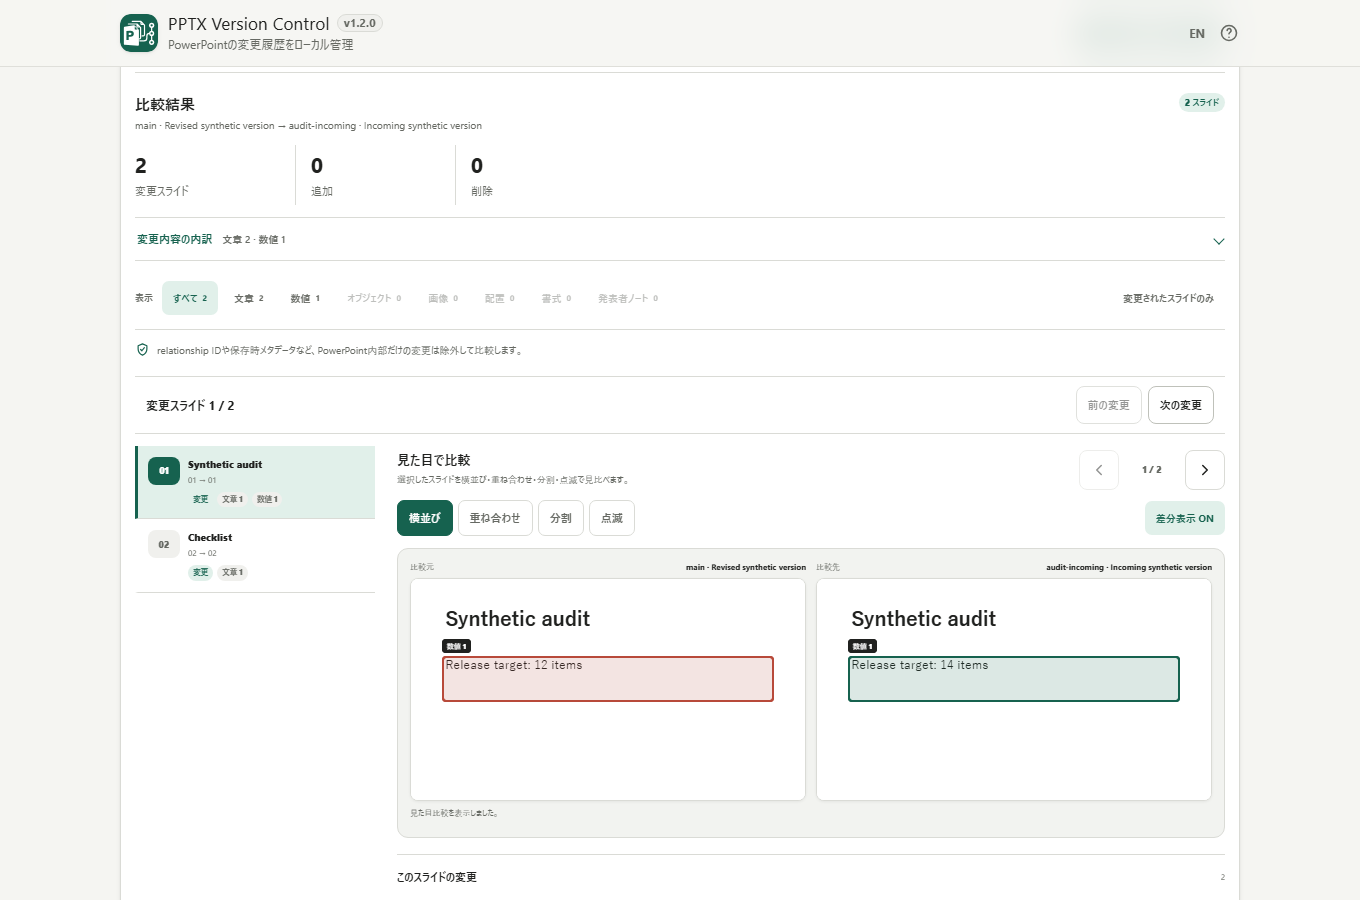 PPTX Version Control v1.2.0
PowerPointの変更履歴をローカル管理
EN
比較結果
2 スライド
main · Revised synthetic version → audit-incoming · Incoming synthetic version
2
変更スライド
0
追加
0
削除
変更内容の内訳 文章 2 · 数値 1
表示 すべて 2 文章 2 数値 1 オブジェクト 0 画像 0 配置 0 書式 0 発表者ノート 0 変更されたスライドのみ
relationship IDや保存時メタデータなど、PowerPoint内部だけの変更は除外して比較します。
変更スライド 1 / 2
前の変更 次の変更
01 Synthetic audit
01 → 01
変更 文章 1 数値 1
02 Checklist
02 → 02
変更 文章 1
見た目で比較
選択したスライドを横並び・重ね合わせ・分割・点滅で見比べます。
1 / 2
横並び 重ね合わせ 分割 点滅
差分表示 ON
比較元 main · Revised synthetic version
Synthetic audit
数値 1
Release target: 12 items
比較先 audit-incoming · Incoming synthetic version
Synthetic audit
数値 1
Release target: 14 items
見た目比較を表示しました。
このスライドの変更 2